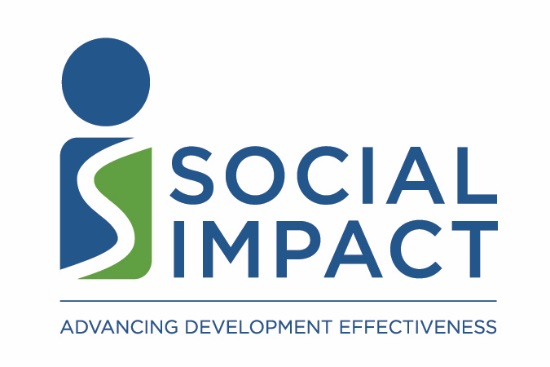 SOCIAL
IMPACT
ADVANCING DEVELOPMENT EFFECTIVENESS